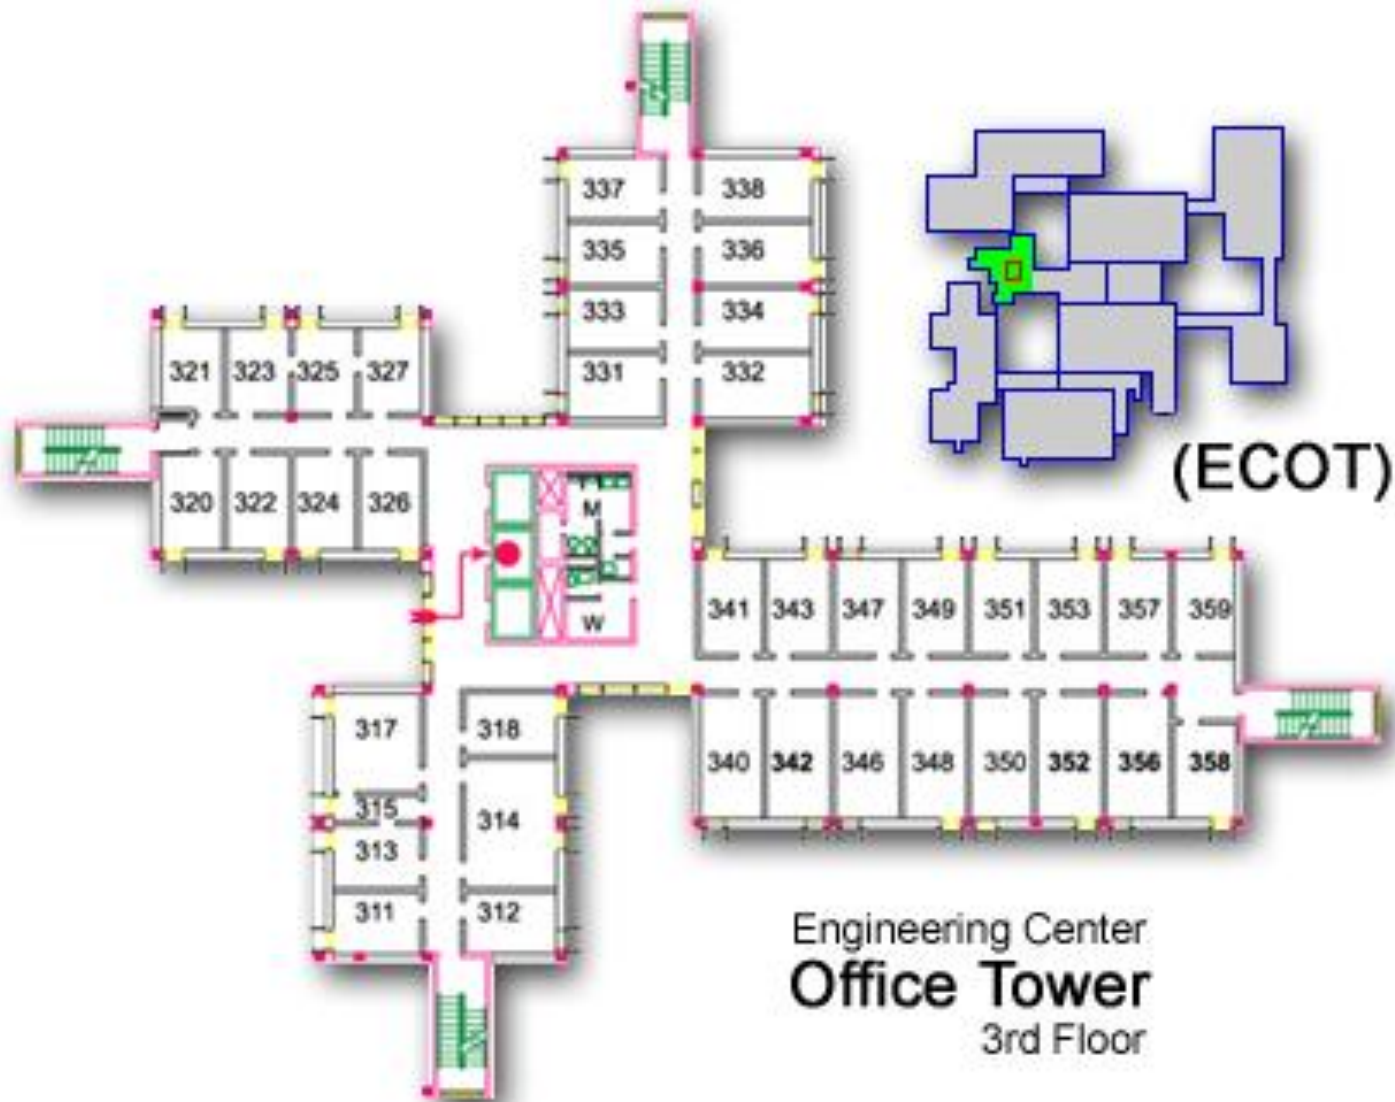 337 338
335 336
333 334
331 332
321 323 325 327
320 322 324 326
(ECOT)
M
W
341 343 347 349 351 353 357 359
340 342 346 348 350 352 356 358
317 318
315
314
313
311 312
Engineering Center
Office Tower
3rd Floor